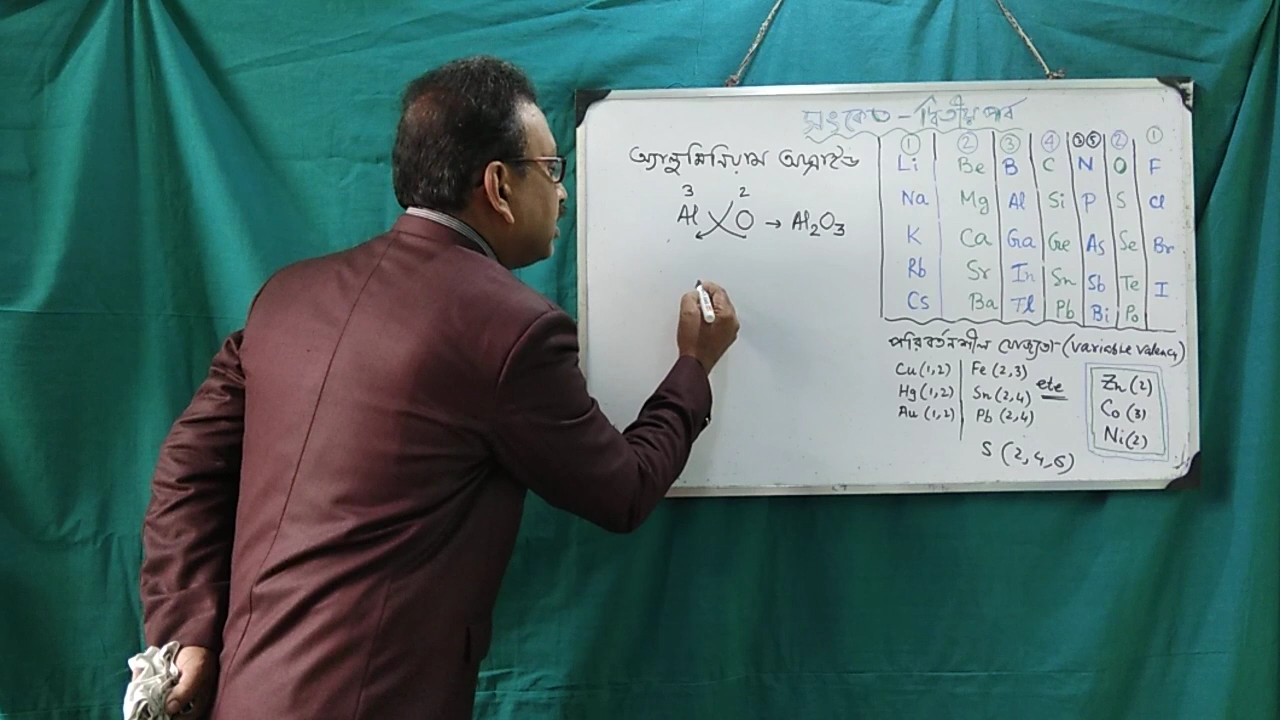 সংকেত - দ্বিতীয় পর্ব
অ্যালুমিনিয়াম অক্সাইড
3 2
Al O → Al₂O₃
① ② ③ ④ ③⑤ ② ①
Li Be B C N O F
Na Mg Al Si P S Cl
K Ca Ga Ge As Se Br
Rb Sr In Sn Sb Te I
Cs Ba Tl Pb Bi Po
পরিবর্তনশীল যোজ্যতা - (variable valency)
Cu (1,2) Fe (2,3)
Hg (1,2) Sn (2,4) etc
Au (1,2) Pb (2,4)
S (2,4,6)
Zn (2)
Co (3)
Ni (2)